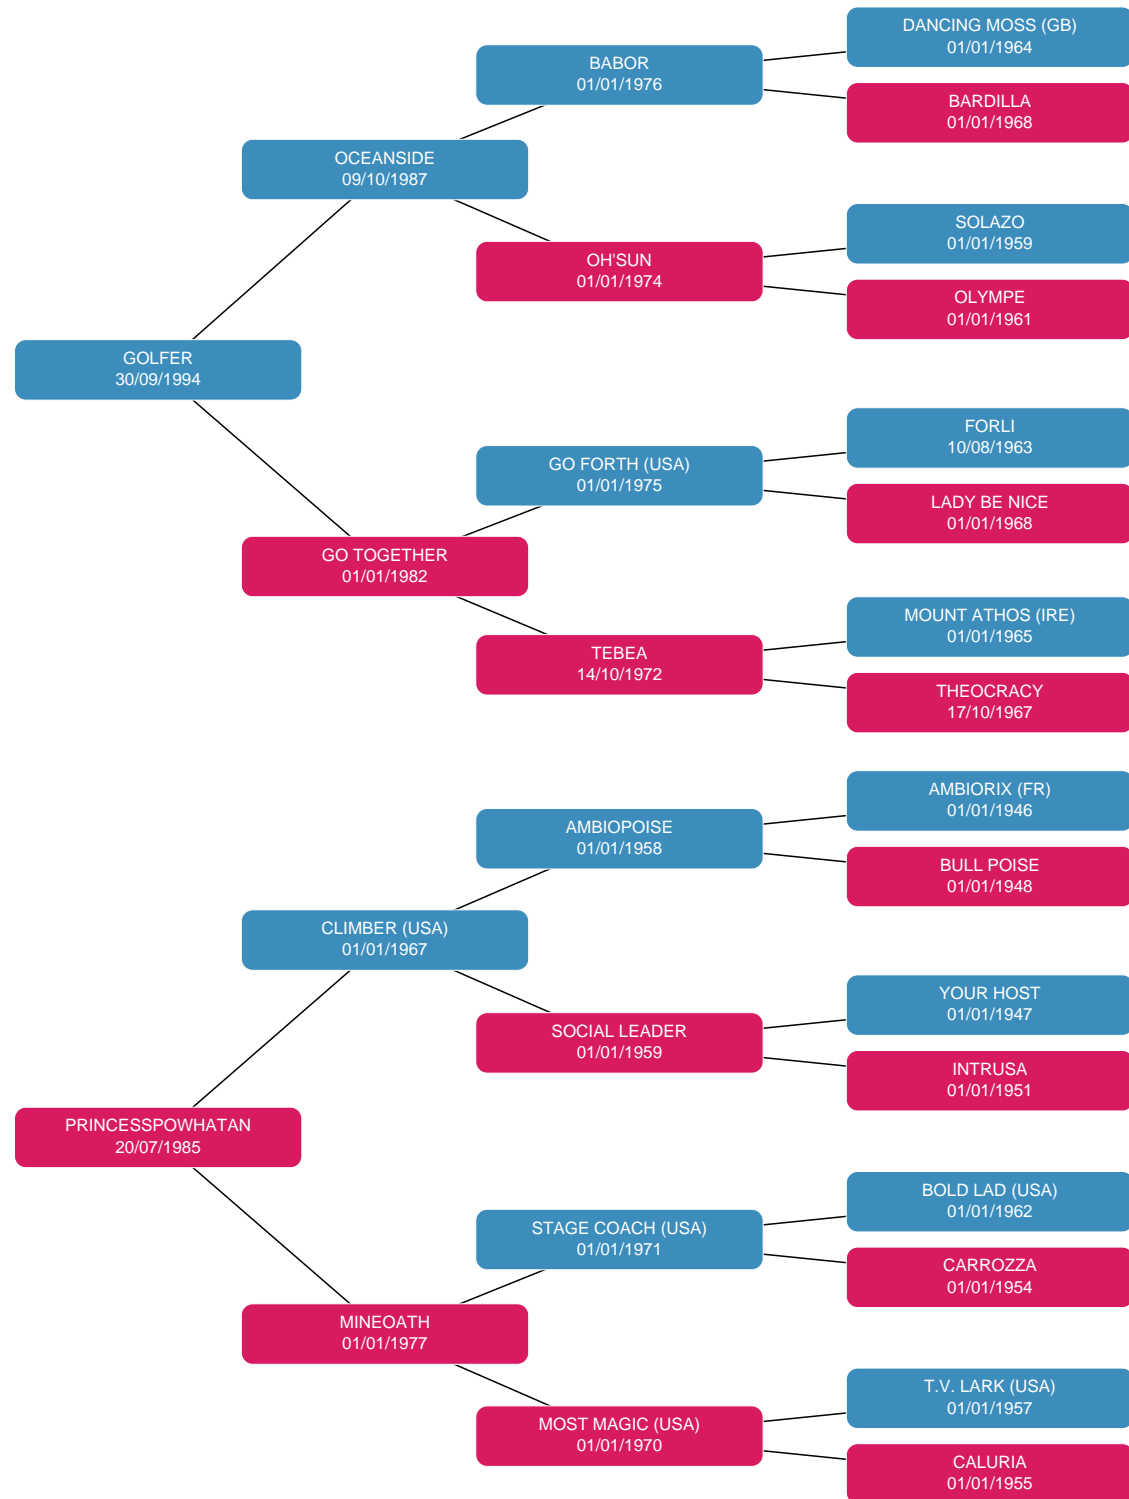 DANCING MOSS (GB)
01/01/1964
BABOR
01/01/1976
BARDILLA
01/01/1968
OCEANSIDE
09/10/1987
SOLAZO
01/01/1959
OH'SUN
01/01/1974
OLYMPE
01/01/1961
GOLFER
30/09/1994
FORLI
10/08/1963
GO FORTH (USA)
01/01/1975
LADY BE NICE
01/01/1968
GO TOGETHER
01/01/1982
MOUNT ATHOS (IRE)
01/01/1965
TEBEA
14/10/1972
THEOCRACY
17/10/1967
AMBIORIX (FR)
01/01/1946
AMBIOPOISE
01/01/1958
BULL POISE
01/01/1948
CLIMBER (USA)
01/01/1967
YOUR HOST
01/01/1947
SOCIAL LEADER
01/01/1959
INTRUSA
01/01/1951
PRINCESSPOWHATAN
20/07/1985
BOLD LAD (USA)
01/01/1962
STAGE COACH (USA)
01/01/1971
CARROZZA
01/01/1954
MINEOATH
01/01/1977
T.V. LARK (USA)
01/01/1957
MOST MAGIC (USA)
01/01/1970
CALURIA
01/01/1955